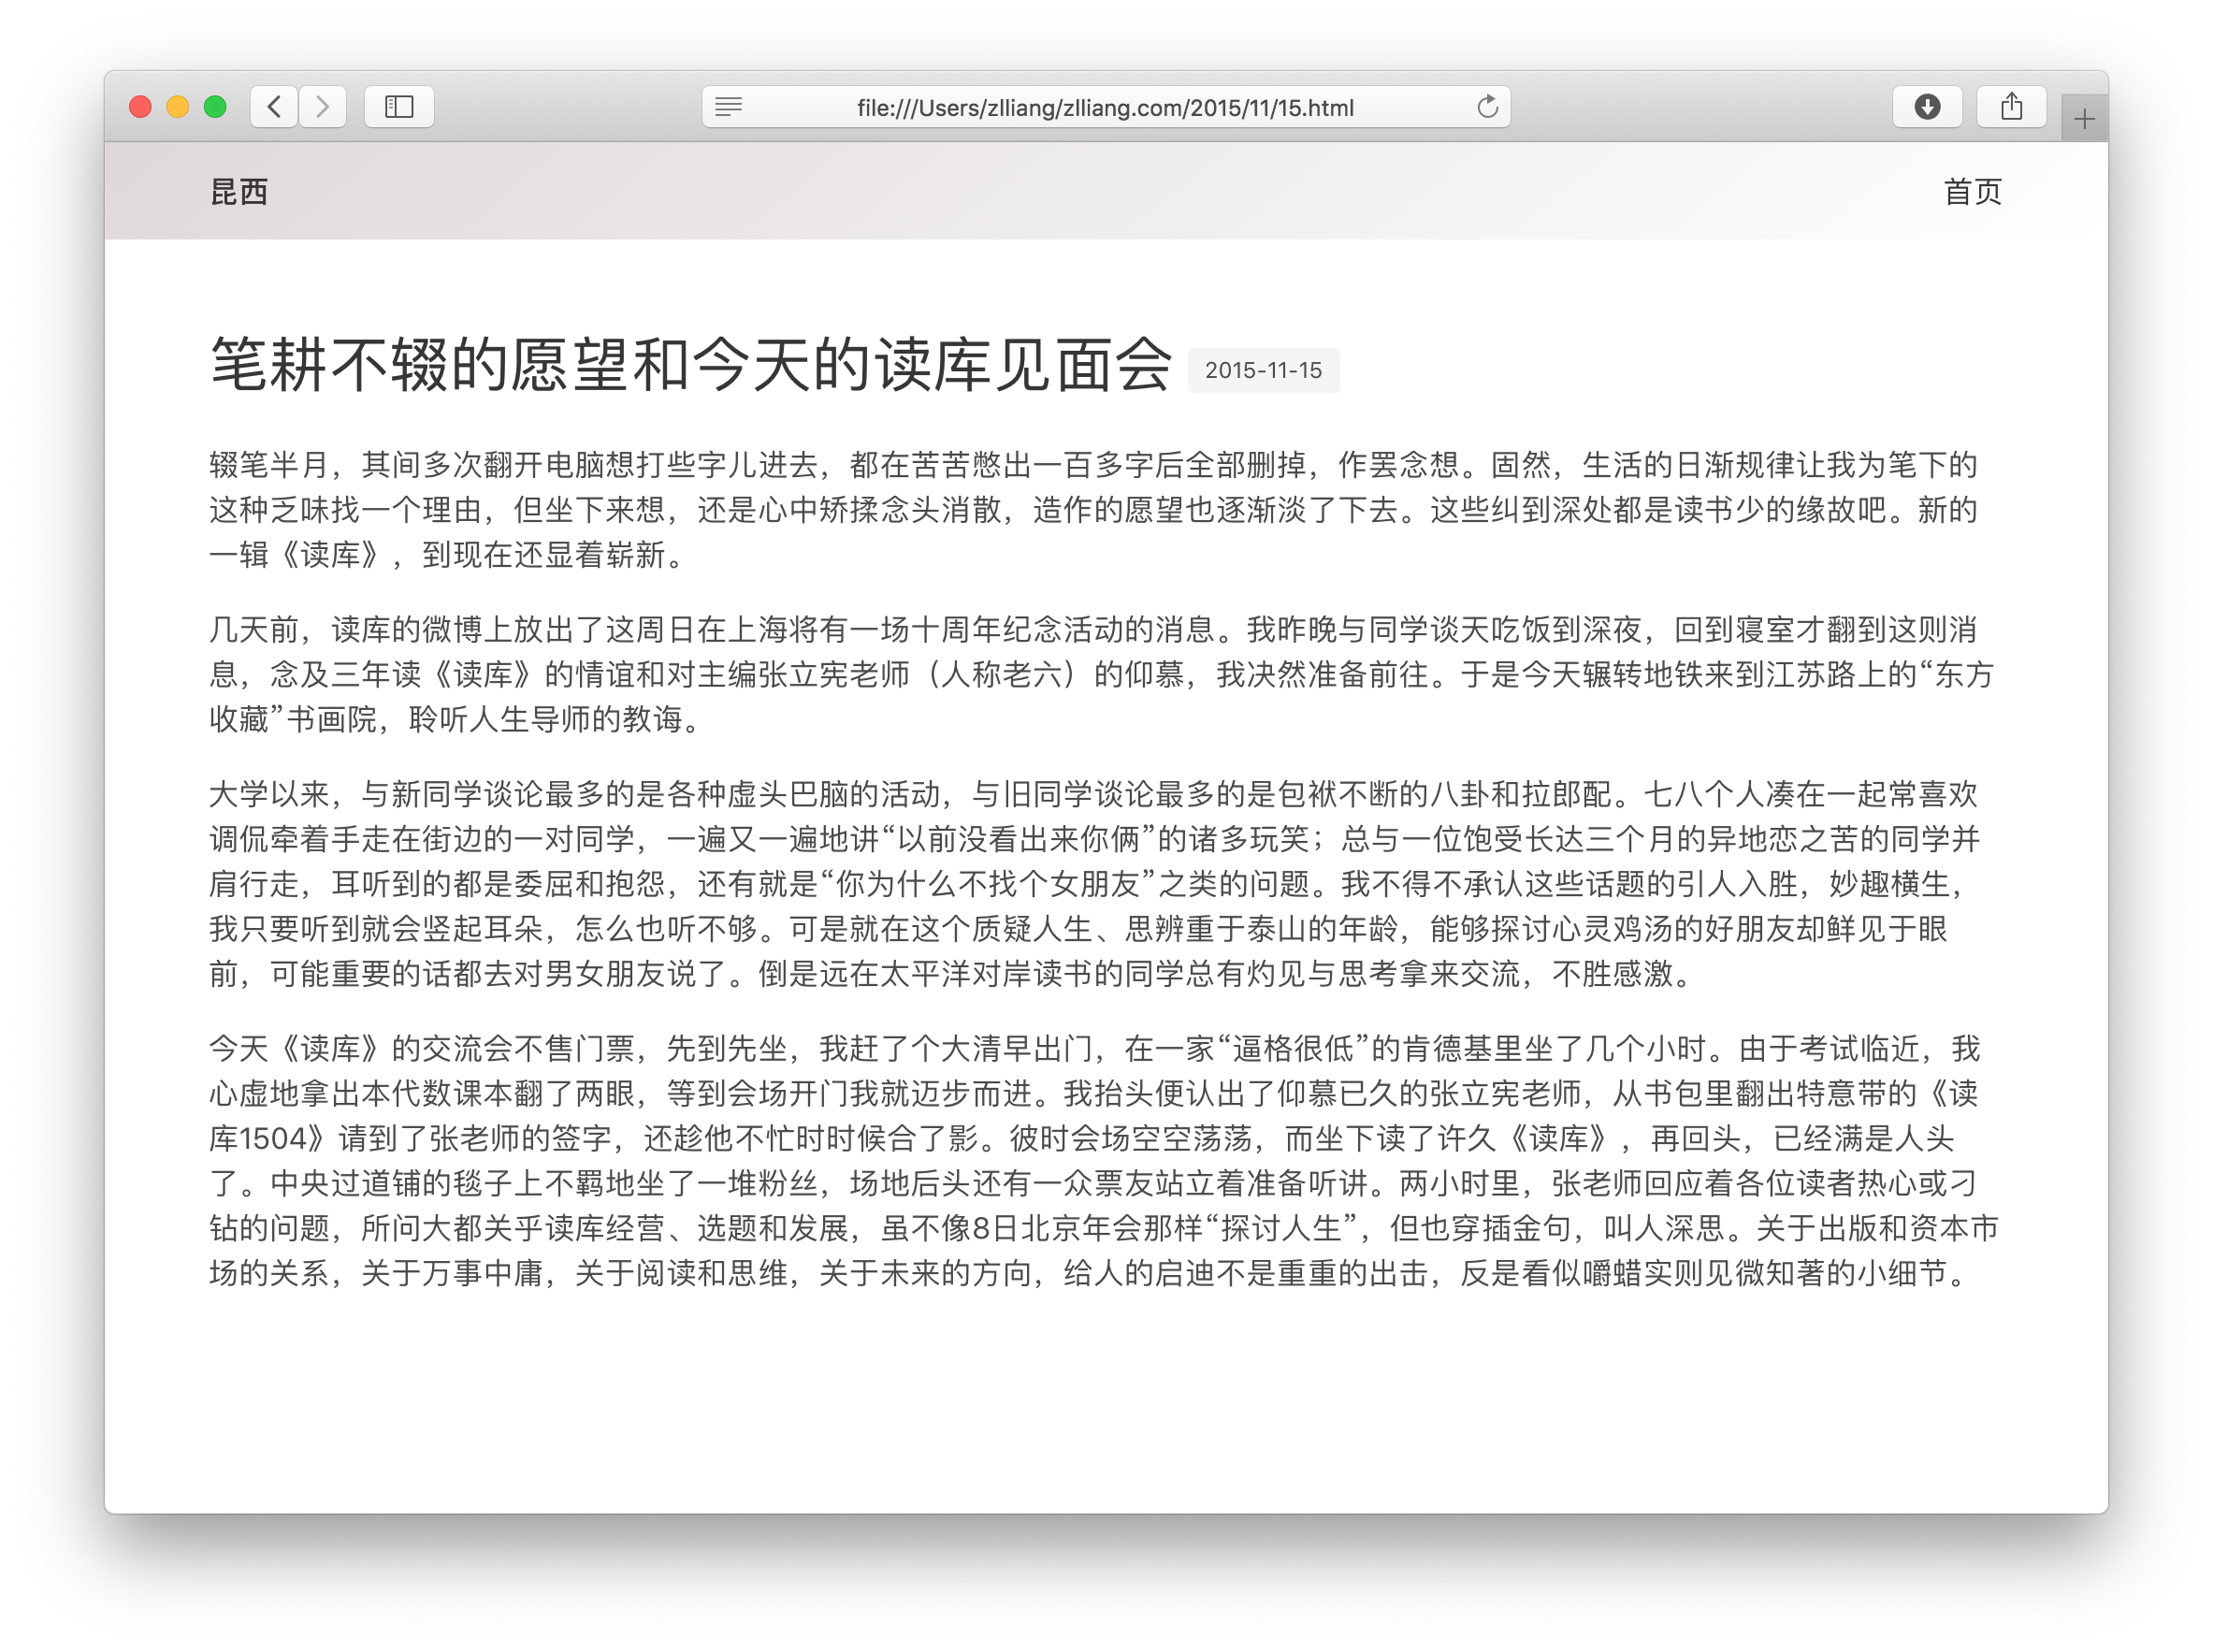 file:///Users/zlliang/zlliang.com/2015/11/15.html
昆西
首页
笔耕不辍的愿望和今天的读库见面会
2015-11-15
辍笔半月，其间多次翻开电脑想打些字儿进去，都在苦苦憋出一百多字后全部删掉，作罢念想。固然，生活的日渐规律让我为笔下的
这种乏味找一个理由，但坐下来想，还是心中矫揉念头消散，造作的愿望也逐渐淡了下去。这些纠到深处都是读书少的缘故吧。新的
一辑《读库》，到现在还显着崭新。
几天前，读库的微博上放出了这周日在上海将有一场十周年纪念活动的消息。我昨晚与同学谈天吃饭到深夜，回到寝室才翻到这则消
息，念及三年读《读库》的情谊和对主编张立宪老师（人称老六）的仰慕，我决然准备前往。于是今天辗转地铁来到江苏路上的“东方
收藏”书画院，聆听人生导师的教诲。
大学以来，与新同学谈论最多的是各种虚头巴脑的活动，与旧同学谈论最多的是包袱不断的八卦和拉郎配。七八个人凑在一起常喜欢
调侃牵着手走在街边的一对同学，一遍又一遍地讲“以前没看出来你俩”的诸多玩笑；总与一位饱受长达三个月的异地恋之苦的同学并
肩行走，耳听到的都是委屈和抱怨，还有就是“你为什么不找个女朋友”之类的问题。我不得不承认这些话题的引人入胜，妙趣横生，
我只要听到就会竖起耳朵，怎么也听不够。可是就在这个质疑人生、思辨重于泰山的年龄，能够探讨心灵鸡汤的好朋友却鲜见于眼
前，可能重要的话都去对男女朋友说了。倒是远在太平洋对岸读书的同学总有灼见与思考拿来交流，不胜感激。
今天《读库》的交流会不售门票，先到先坐，我赶了个大清早出门，在一家“逼格很低”的肯德基里坐了几个小时。由于考试临近，我
心虚地拿出本代数课本翻了两眼，等到会场开门我就迈步而进。我抬头便认出了仰慕已久的张立宪老师，从书包里翻出特意带的《读
库1504》请到了张老师的签字，还趁他不忙时时候合了影。彼时会场空空荡荡，而坐下读了许久《读库》，再回头，已经满是人头
了。中央过道铺的毯子上不羁地坐了一堆粉丝，场地后头还有一众票友站立着准备听讲。两小时里，张老师回应着各位读者热心或刁
钻的问题，所问大都关乎读库经营、选题和发展，虽不像8日北京年会那样“探讨人生”，但也穿插金句，叫人深思。关于出版和资本市
场的关系，关于万事中庸，关于阅读和思维，关于未来的方向，给人的启迪不是重重的出击，反是看似嚼蜡实则见微知著的小细节。